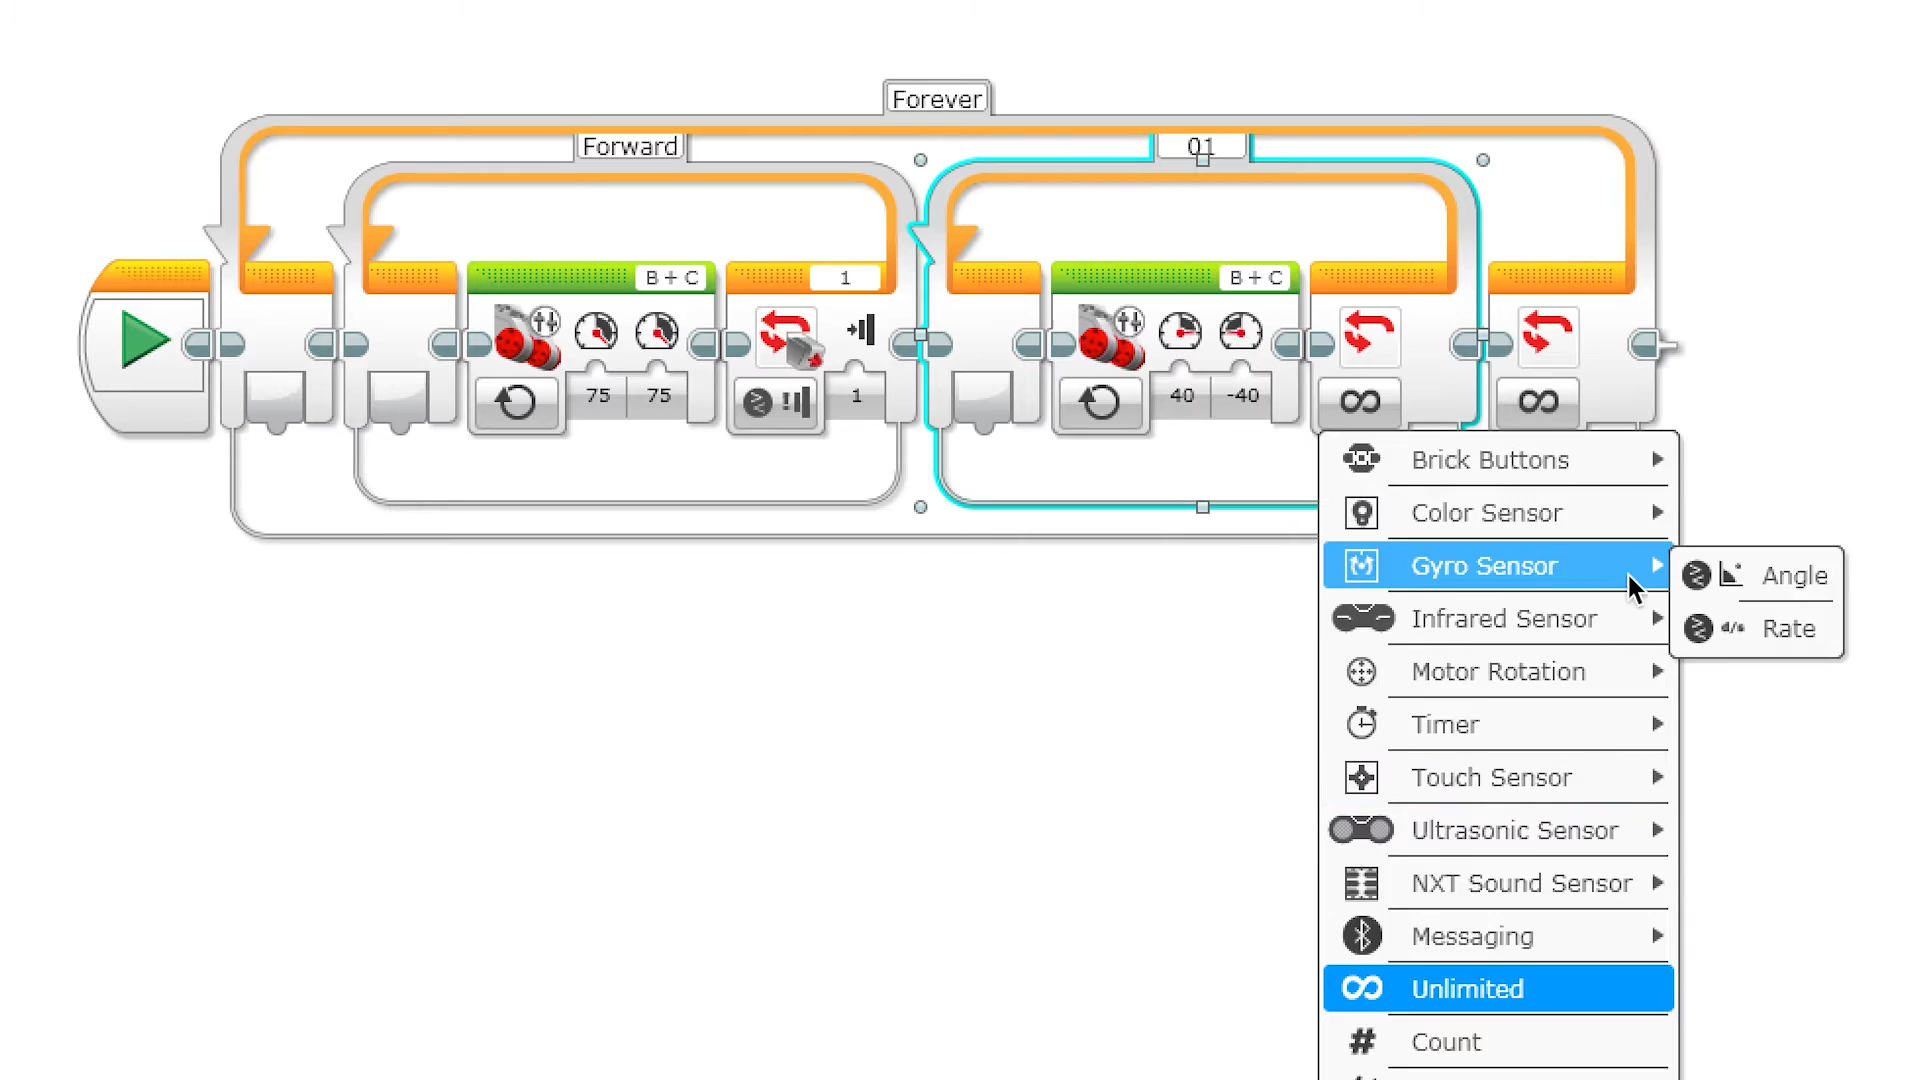 Forever
Forward
01
B + C
1
B + C
75
75
1
40
-40
Brick Buttons
Color Sensor
Gyro Sensor
Angle
Infrared Sensor
Rate
d/s
Motor Rotation
Timer
Touch Sensor
Ultrasonic Sensor
NXT Sound Sensor
Messaging
Unlimited
# Count